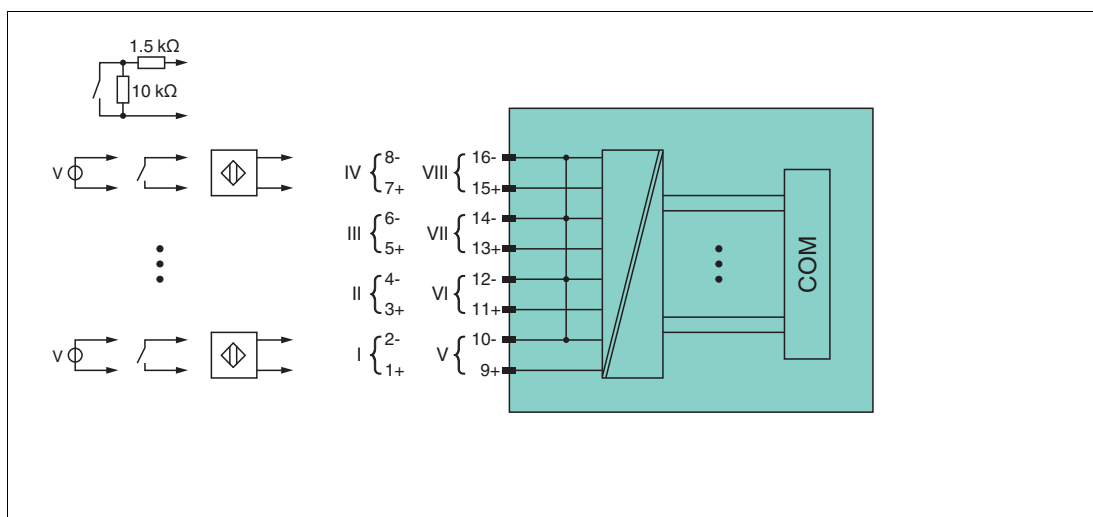 1.5 kΩ
10 kΩ
V
IV
8-
7+
VIII
16-
15+
III
6-
5+
VII
14-
13+
II
4-
3+
VI
12-
11+
V
I
2-
1+
V
10-
9+
COM